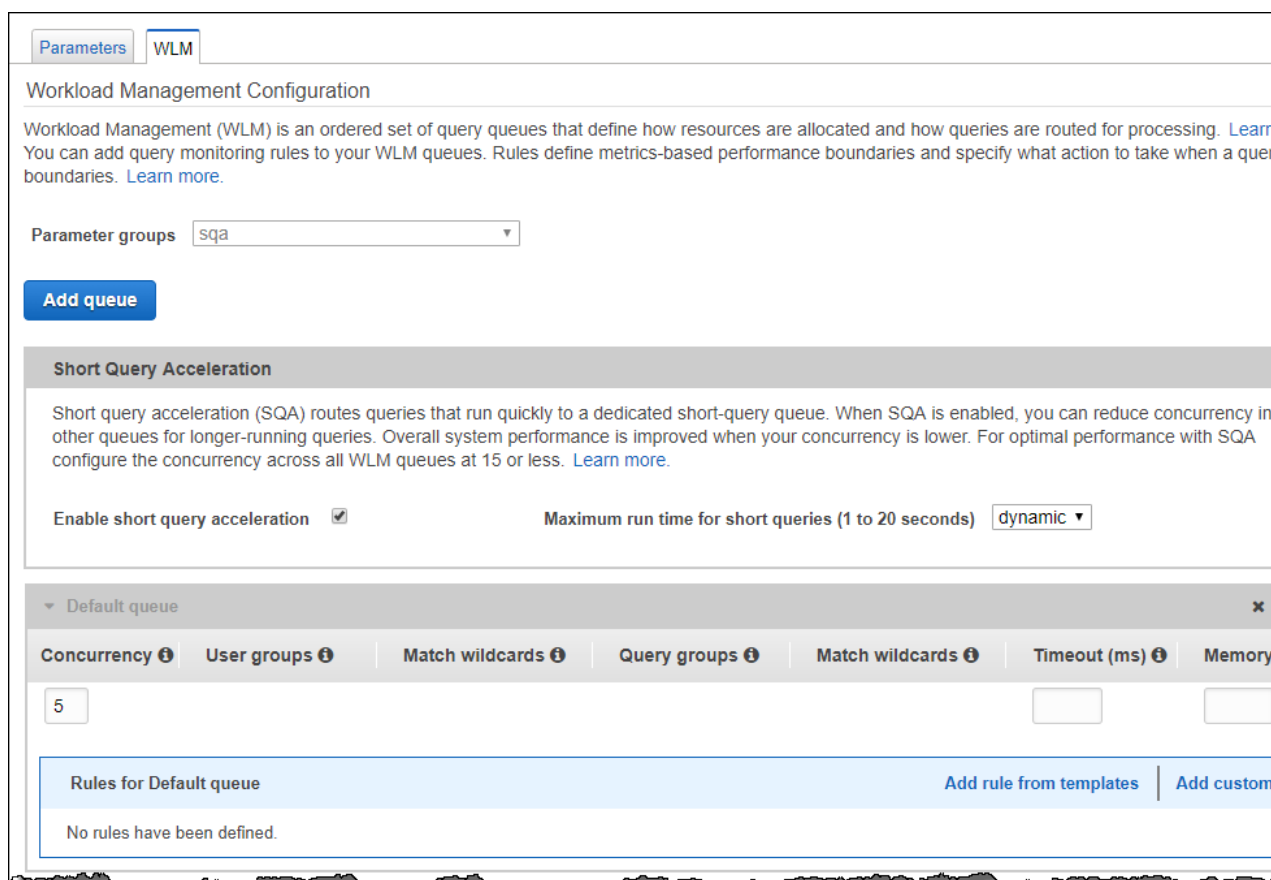 Parameters WLM
Workload Management Configuration
Workload Management (WLM) is an ordered set of query queues that define how resources are allocated and how queries are routed for processing. Learn
You can add query monitoring rules to your WLM queues. Rules define metrics-based performance boundaries and specify what action to take when a quer
boundaries. Learn more.
Parameter groups sqa
Add queue
Short Query Acceleration
Short query acceleration (SQA) routes queries that run quickly to a dedicated short-query queue. When SQA is enabled, you can reduce concurrency in
other queues for longer-running queries. Overall system performance is improved when your concurrency is lower. For optimal performance with SQA
configure the concurrency across all WLM queues at 15 or less. Learn more.
Enable short query acceleration Maximum run time for short queries (1 to 20 seconds) dynamic
Default queue
Concurrency User groups Match wildcards Query groups Match wildcards Timeout (ms) Memory
5
Rules for Default queue Add rule from templates Add custom
No rules have been defined.